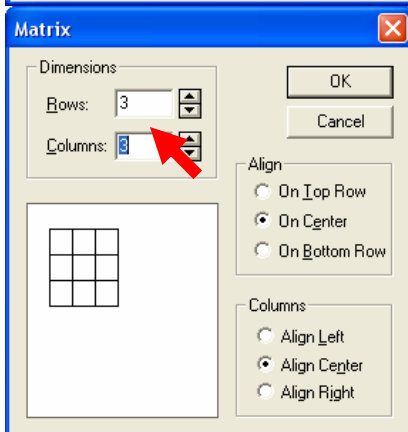 Matrix
Dimensions
Rows: 3
Columns: 3
OK
Cancel
Align
On Top Row
On Center
On Bottom Row
Columns
Align Left
Align Center
Align Right